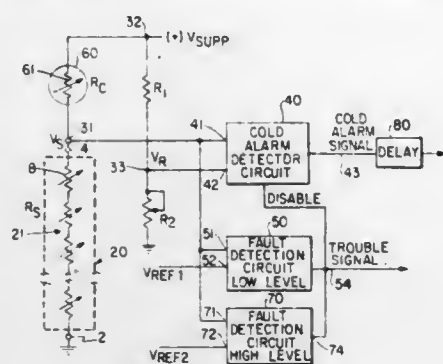 32
(+) VSUPP
60
61
RC
R1
40
VS
31
4
41
COLD ALARM DETECTOR CIRCUIT
COLD ALARM SIGNAL
80
DELAY
8
33
VR
42
43
RS
R2
DISABLE
21
20
50
51
52
FAULT DETECTION CIRCUIT LOW LEVEL
TROUBLE SIGNAL
54
VREF1
70
71
72
FAULT DETECTION CIRCUIT HIGH LEVEL
74
2
VREF2